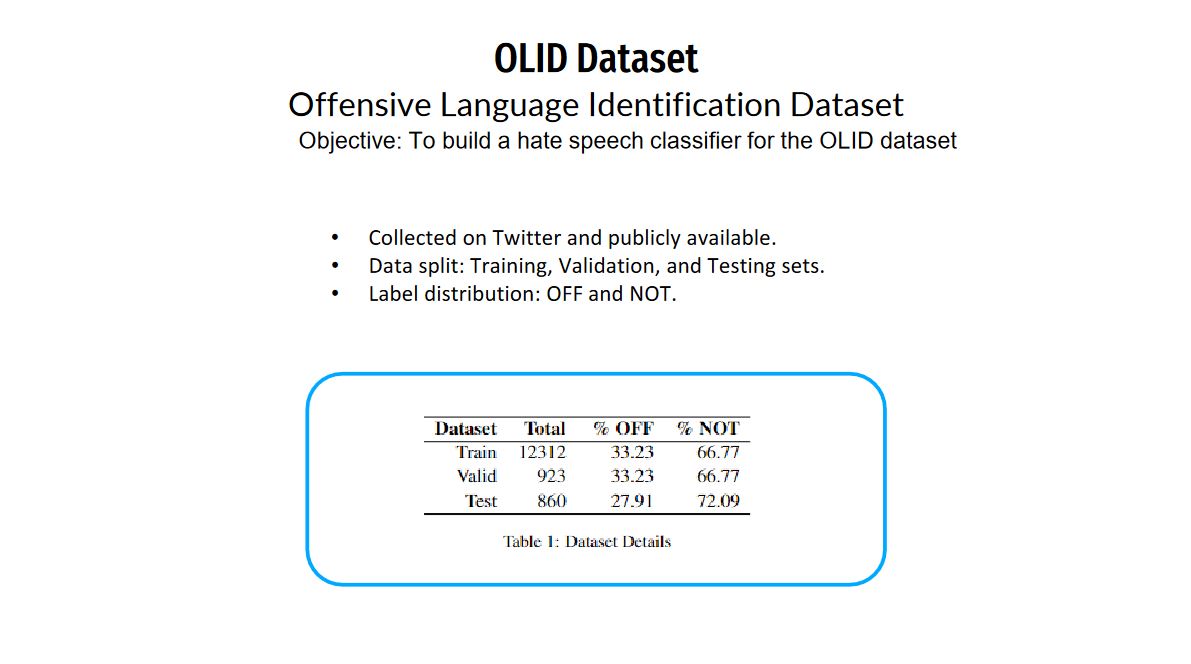 OLID Dataset
Offensive Language Identification Dataset
Objective: To build a hate speech classifier for the OLID dataset
• Collected on Twitter and publicly available.
• Data split: Training, Validation, and Testing sets.
• Label distribution: OFF and NOT.
Dataset Total % OFF % NOT
Train 12312 33.23 66.77
Valid 923 33.23 66.77
Test 860 27.91 72.09
Table 1: Dataset Details